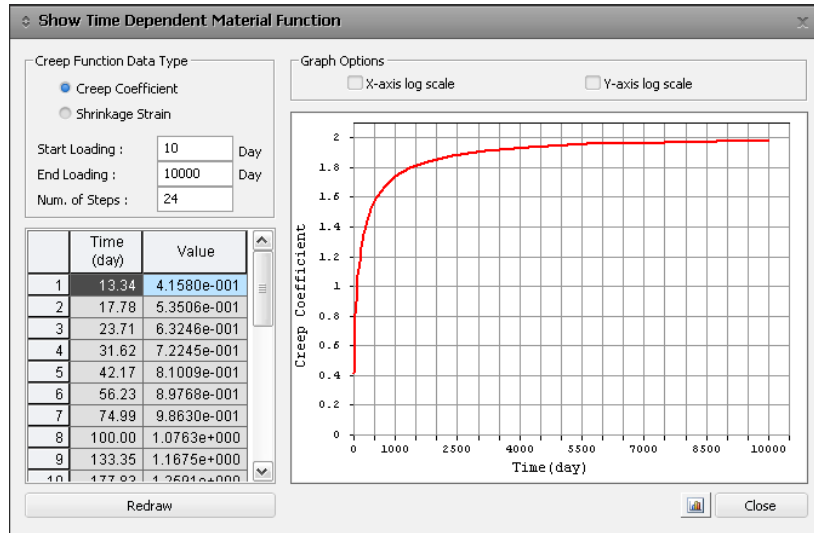 Show Time Dependent Material Function
Creep Function Data Type
Creep Coefficient
Shrinkage Strain
Start Loading : 10 Day
End Loading : 10000 Day
Num. of Steps : 24
Time (day) Value
1 13.34 4.1580e-001
2 17.78 5.3506e-001
3 23.71 6.3246e-001
4 31.62 7.2245e-001
5 42.17 8.1009e-001
6 56.23 8.9768e-001
7 74.99 9.8630e-001
8 100.00 1.0763e+000
9 133.35 1.1675e+000
10 177.83 1.2591e+000
Redraw
Graph Options
X-axis log scale
Y-axis log scale
2
1.8
1.6
1.4
1.2
1
0.8
0.6
0.4
0.2
0
Creep Coefficient
0 1000 2500 4000 5500 7000 8500 10000
Time(day)
Close